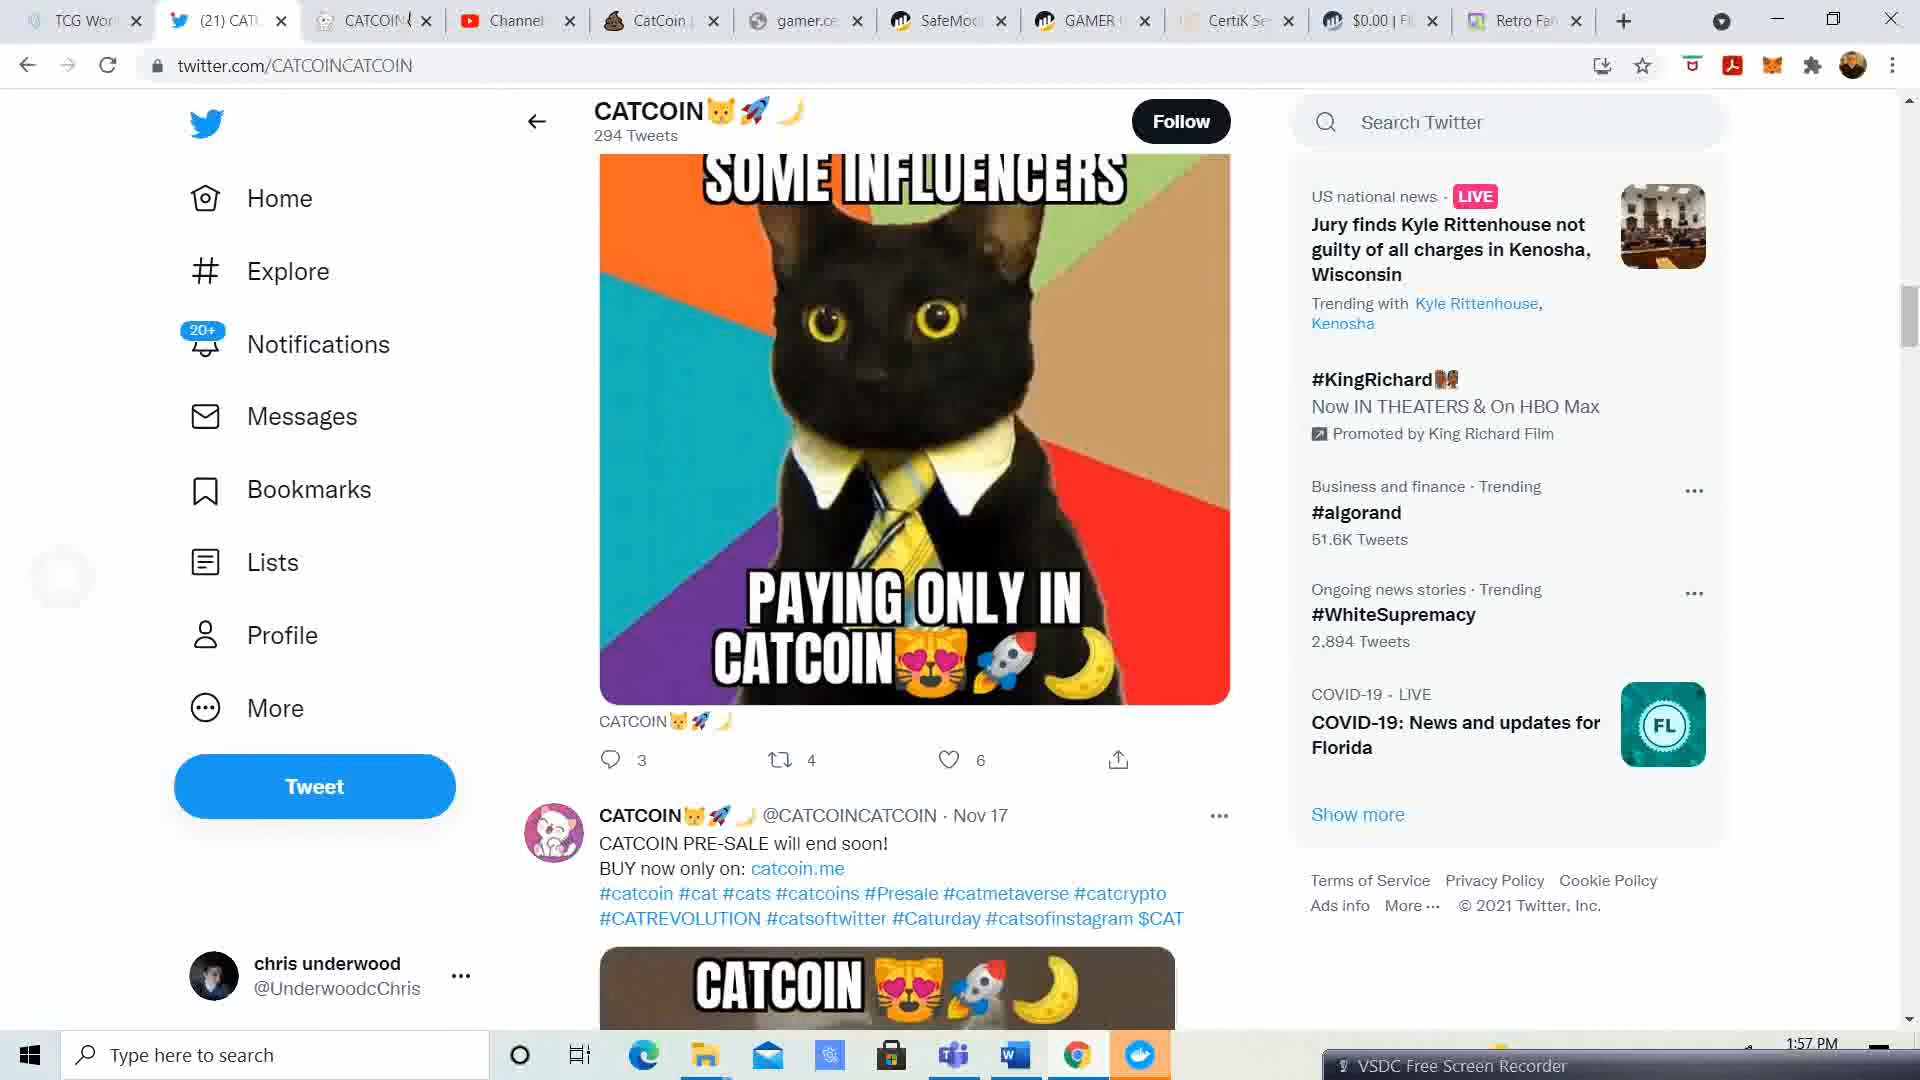 TCG Worl
(21) CAT
CATCOIN
Channel
CatCoin
gamer.ce
SafeMoo
GAMER
CertiK Se
$0.00 | F
Retro Far
twitter.com/CATCOINCATCOIN
CATCOIN🐱🚀🌙
294 Tweets
Follow
Search Twitter
Home
Explore
20+
Notifications
Messages
Bookmarks
Lists
Profile
More
Tweet
chris underwood
@UnderwoodcChris
SOME INFLUENCERS
PAYING ONLY IN
CATCOIN😻🚀🌙
CATCOIN🐱🚀🌙
3 4 6
CATCOIN🐱🚀🌙 @CATCOINCATCOIN · Nov 17
CATCOIN PRE-SALE will end soon!
BUY now only on: catcoin.me
#catcoin #cat #cats #catcoins #Presale #catmetaverse #catcrypto
#CATREVOLUTION #catsoftwitter #Caturday #catsofinstagram $CAT
CATCOIN 😻🚀🌙
US national news · LIVE
Jury finds Kyle Rittenhouse not
guilty of all charges in Kenosha,
Wisconsin
Trending with Kyle Rittenhouse,
Kenosha
#KingRichard
Now IN THEATERS & On HBO Max
Promoted by King Richard Film
Business and finance · Trending
#algorand
51.6K Tweets
Ongoing news stories · Trending
#WhiteSupremacy
2,894 Tweets
COVID-19 · LIVE
COVID-19: News and updates for
Florida
FL
Show more
Terms of Service Privacy Policy Cookie Policy
Ads info More ··· © 2021 Twitter, Inc.
Type here to search
1:57 PM
VSDC Free Screen Recorder